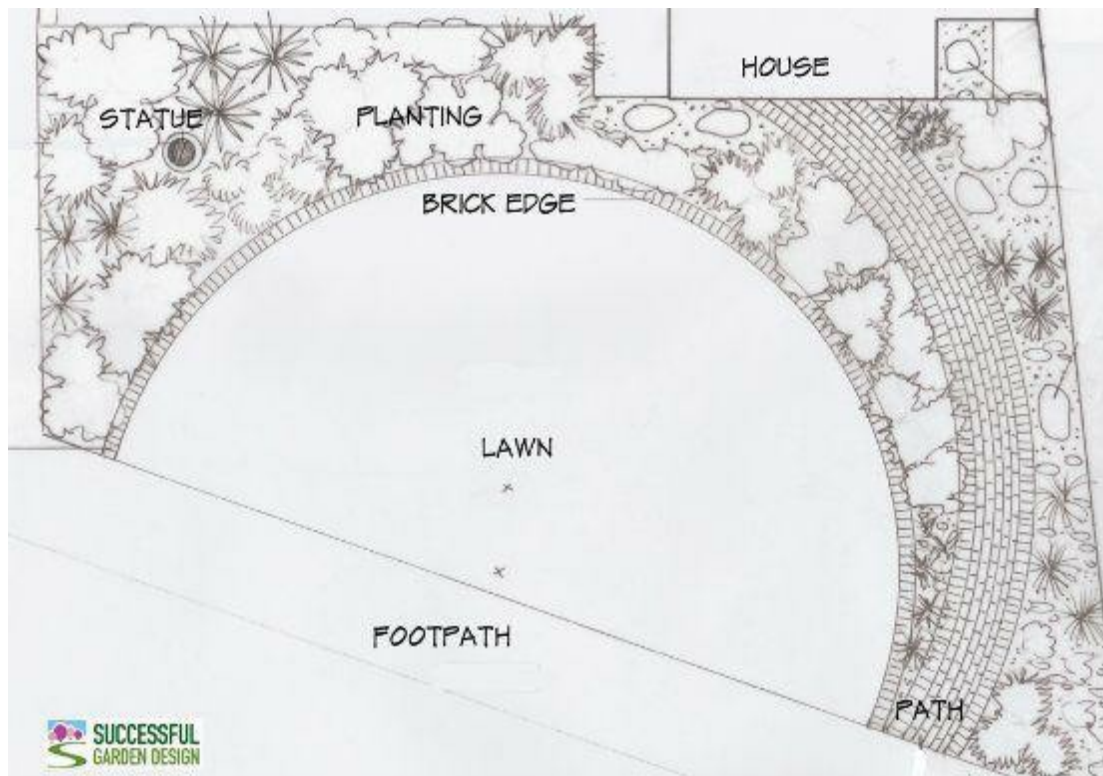 HOUSE
STATUE
PLANTING
BRICK EDGE
LAWN
FOOTPATH
PATH
SUCCESSFUL
GARDEN DESIGN